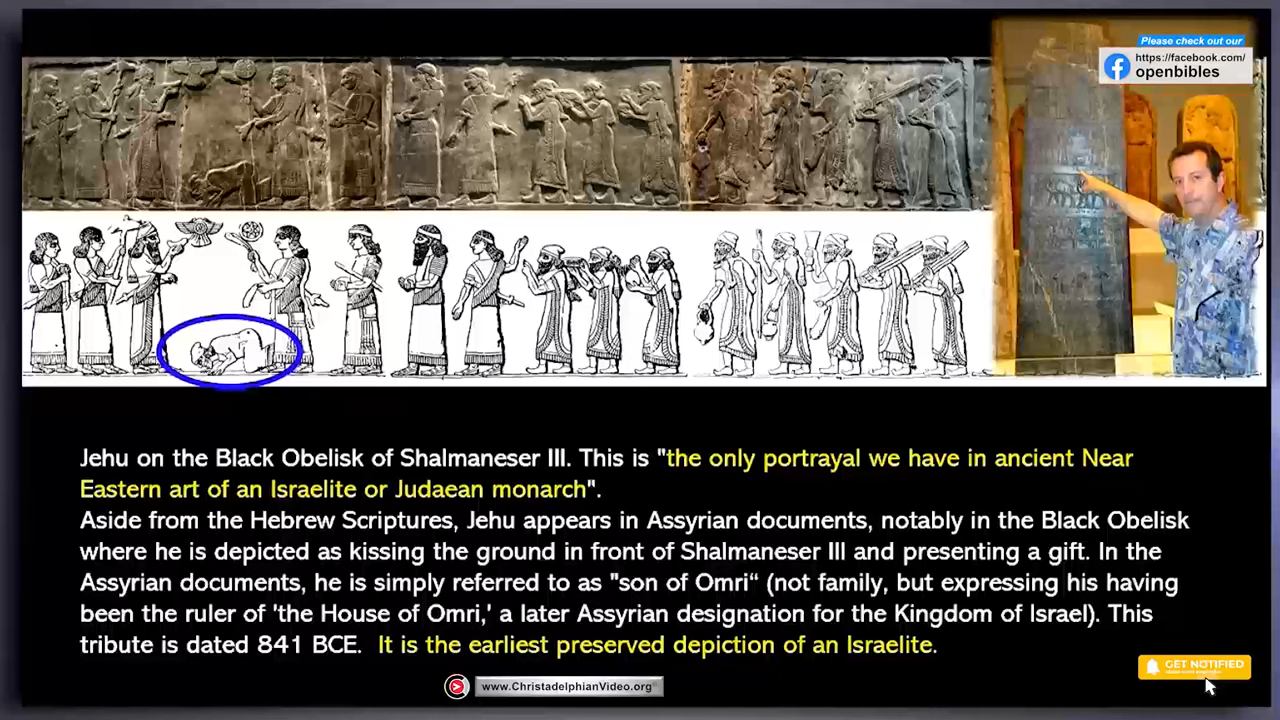 Please check out our
https://facebook.com/
openbibles
Jehu on the Black Obelisk of Shalmaneser III. This is "the only portrayal we have in ancient Near
Eastern art of an Israelite or Judaean monarch".
Aside from the Hebrew Scriptures, Jehu appears in Assyrian documents, notably in the Black Obelisk
where he is depicted as kissing the ground in front of Shalmaneser III and presenting a gift. In the
Assyrian documents, he is simply referred to as "son of Omri“ (not family, but expressing his having
been the ruler of 'the House of Omri,' a later Assyrian designation for the Kingdom of Israel). This
tribute is dated 841 BCE. It is the earliest preserved depiction of an Israelite.
GET NOTIFIED
www.ChristadelphianVideo.org